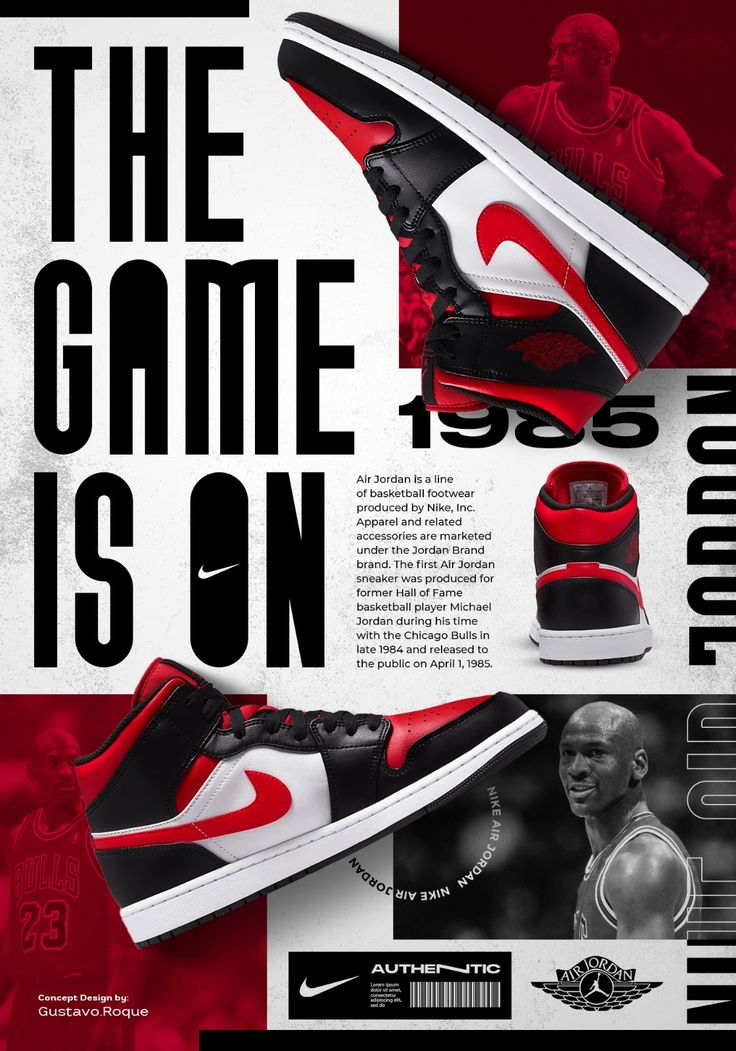 THE
GAME
IS ON
BULLS
1985
Air Jordan is a line
of basketball footwear
produced by Nike, Inc.
Apparel and related
accessories are marketed
under the Jordan Brand
brand. The first Air Jordan
sneaker was produced for
former Hall of Fame
basketball player Michael
Jordan during his time
with the Chicago Bulls in
late 1984 and released to
the public on April 1, 1985.
BULLS
23
NIKE AIR JORDAN NIKE AIR JORDAN
AUTHENTIC
Lorem ipsum
dolor sit amet,
consectetur
adipiscing elit,
sed do
AIR JORDAN
Concept Design by:
Gustavo.Roque